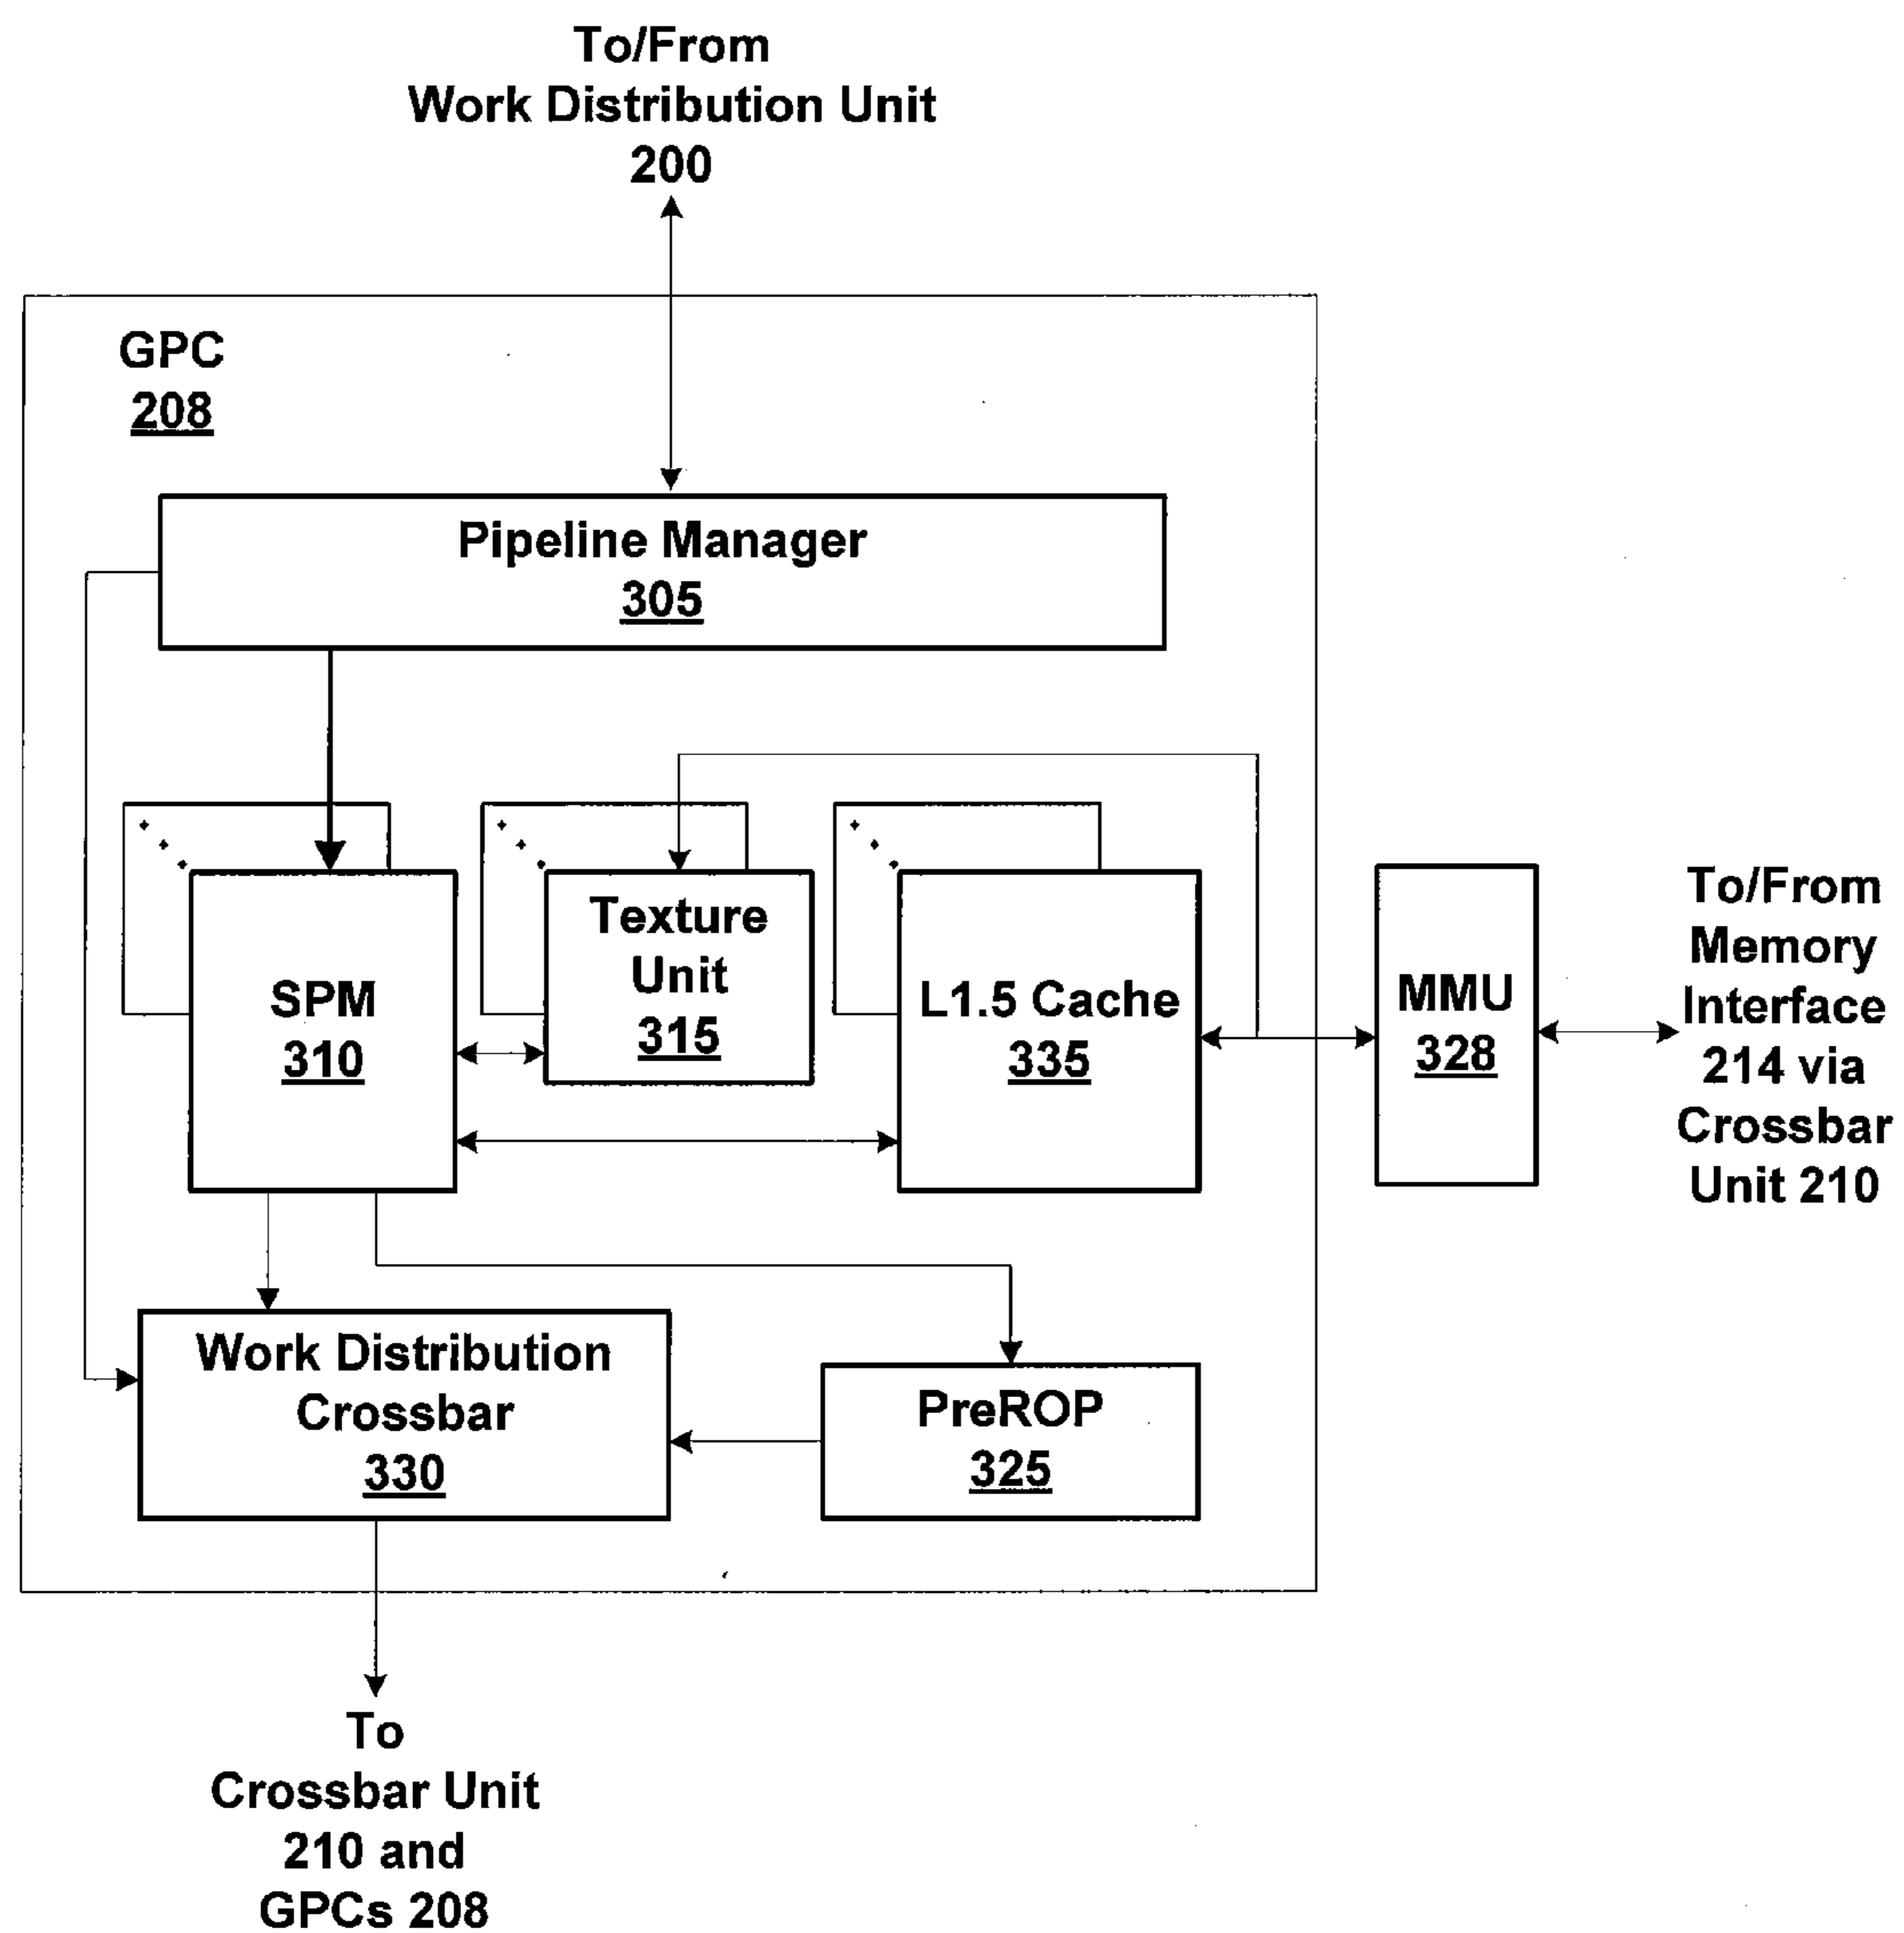 To/From
Work Distribution Unit
200
GPC
208
Pipeline Manager
305
SPM
310
Texture
Unit
315
L1.5 Cache
335
MMU
328
To/From
Memory
Interface
214 via
Crossbar
Unit 210
Work Distribution
Crossbar
330
PreROP
325
To
Crossbar Unit
210 and
GPCs 208